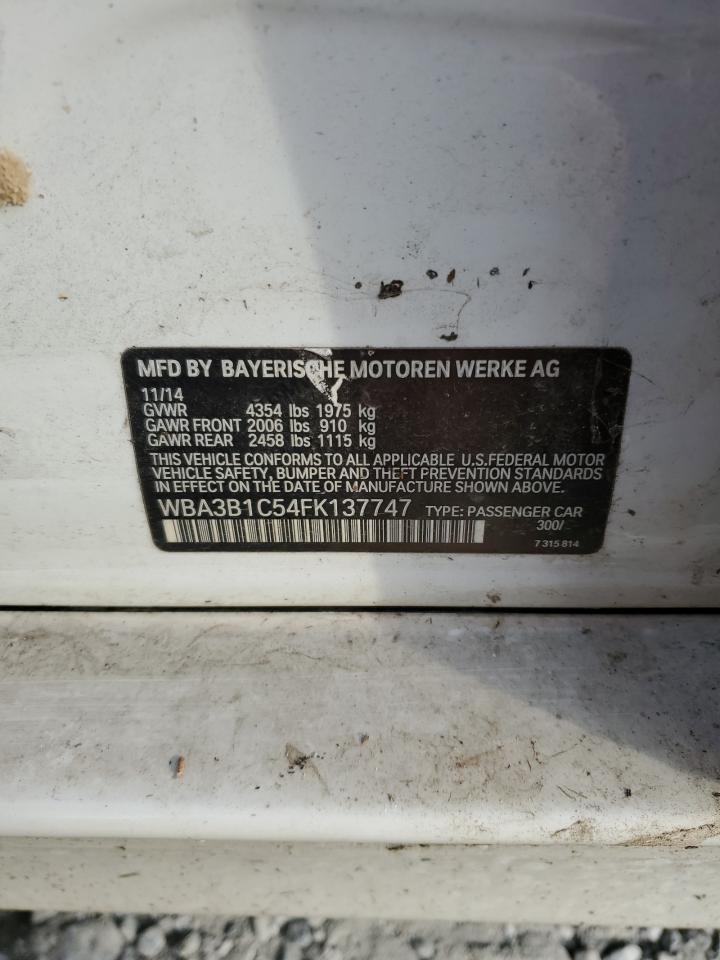 MFD BY BAYERISCHE MOTOREN WERKE AG
11/14
GVWR 4354 lbs 1975 kg
GAWR FRONT 2006 lbs 910 kg
GAWR REAR 2458 lbs 1115 kg
THIS VEHICLE CONFORMS TO ALL APPLICABLE U.S.FEDERAL MOTOR
VEHICLE SAFETY, BUMPER AND THEFT PREVENTION STANDARDS
IN EFFECT ON THE DATE OF MANUFACTURE SHOWN ABOVE.
WBA3B1C54FK137747 TYPE: PASSENGER CAR
300/
7 315 814